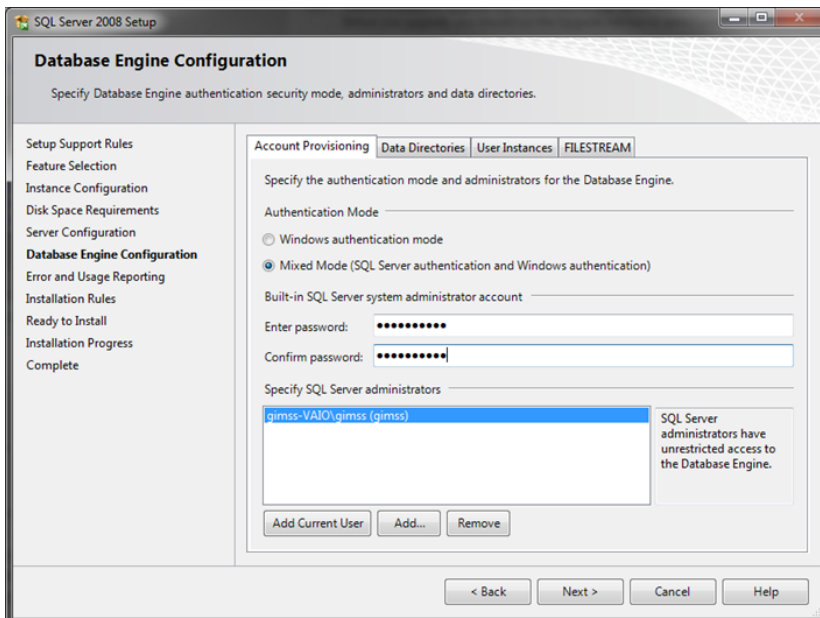 SQL Server 2008 Setup
Database Engine Configuration
Specify Database Engine authentication security mode, administrators and data directories.
Setup Support Rules
Feature Selection
Instance Configuration
Disk Space Requirements
Server Configuration
Database Engine Configuration
Error and Usage Reporting
Installation Rules
Ready to Install
Installation Progress
Complete
Account Provisioning Data Directories User Instances FILESTREAM
Specify the authentication mode and administrators for the Database Engine.
Authentication Mode
Windows authentication mode
Mixed Mode (SQL Server authentication and Windows authentication)
Built-in SQL Server system administrator account
Enter password: ●●●●●●●●●●
Confirm password: ●●●●●●●●●●
Specify SQL Server administrators
gimss-VAIO\gimss (gimss)
SQL Server
administrators have
unrestricted access to
the Database Engine.
Add Current User Add... Remove
< Back Next > Cancel Help